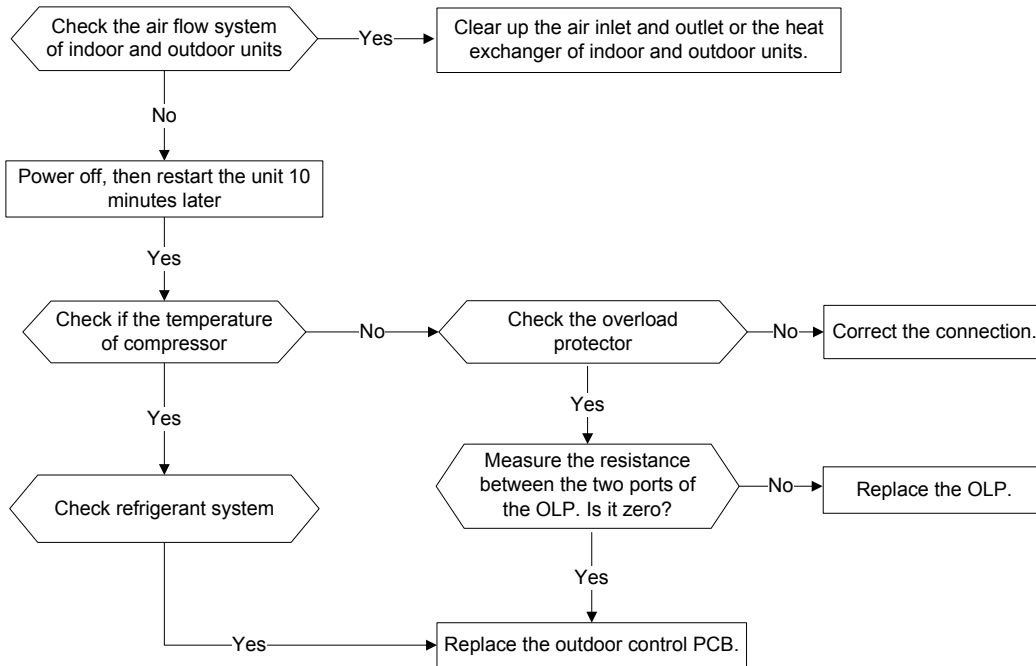 Check the air flow system
of indoor and outdoor units
Yes
Clear up the air inlet and outlet or the heat
exchanger of indoor and outdoor units.
No
Power off, then restart the unit 10
minutes later
Yes
Check if the temperature
of compressor
No
Check the overload
protector
No
Correct the connection.
Yes
Yes
Check refrigerant system
Measure the resistance
between the two ports of
the OLP. Is it zero?
No
Replace the OLP.
Yes
Yes
Replace the outdoor control PCB.